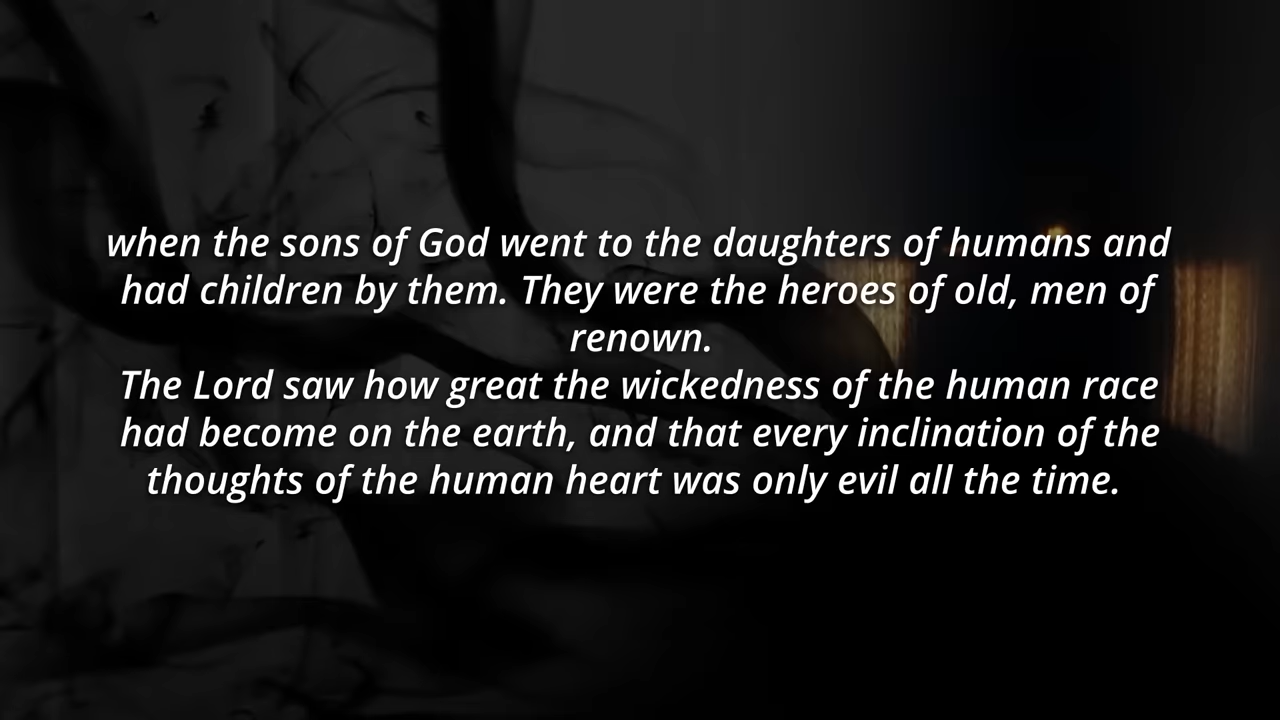 when the sons of God went to the daughters of humans and
had children by them. They were the heroes of old, men of
renown.
The Lord saw how great the wickedness of the human race
had become on the earth, and that every inclination of the
thoughts of the human heart was only evil all the time.